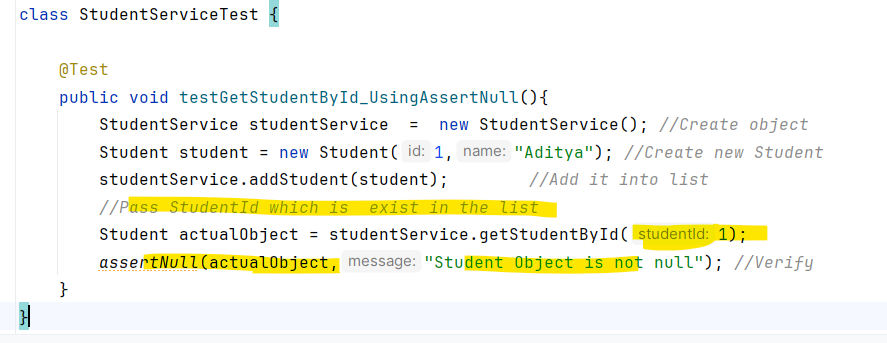 class StudentServiceTest {
@Test
public void testGetStudentById_UsingAssertNull(){
StudentService studentService = new StudentService(); //Create object
Student student = new Student( id: 1, name: "Aditya"); //Create new Student
studentService.addStudent(student); //Add it into list
//Pass StudentId which is exist in the list
Student actualObject = studentService.getStudentById( studentId: 1);
assertNull(actualObject, message: "Student Object is not null"); //Verify
}
}